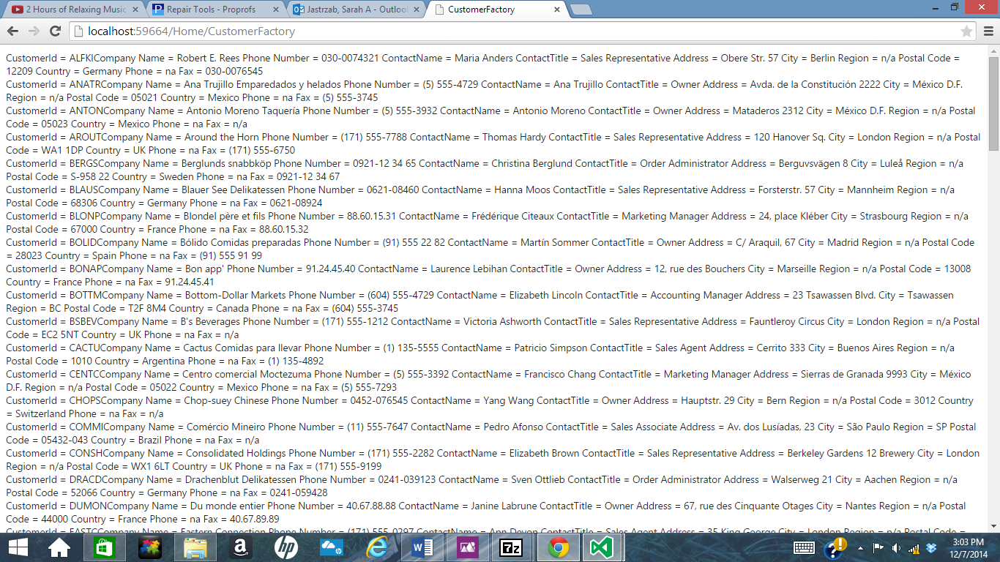 2 Hours of Relaxing Music
Repair Tools - Proprofs
Jastrzab, Sarah A - Outlool
CustomerFactory
localhost:59664/Home/CustomerFactory
CustomerId = ALFKICompany Name = Robert E. Rees Phone Number = 030-0074321 ContactName = Maria Anders ContactTitle = Sales Representative Address = Obere Str. 57 City = Berlin Region = n/a Postal Code =
12209 Country = Germany Phone = na Fax = 030-0076545
CustomerId = ANATRCompany Name = Ana Trujillo Emparedados y helados Phone Number = (5) 555-4729 ContactName = Ana Trujillo ContactTitle = Owner Address = Avda. de la Constitución 2222 City = México D.F.
Region = n/a Postal Code = 05021 Country = Mexico Phone = na Fax = (5) 555-3745
CustomerId = ANTONCompany Name = Antonio Moreno Taquería Phone Number = (5) 555-3932 ContactName = Antonio Moreno ContactTitle = Owner Address = Mataderos 2312 City = México D.F. Region = n/a Postal
Code = 05023 Country = Mexico Phone = na Fax = n/a
CustomerId = AROUTCompany Name = Around the Horn Phone Number = (171) 555-7788 ContactName = Thomas Hardy ContactTitle = Sales Representative Address = 120 Hanover Sq. City = London Region = n/a Postal
Code = WA1 1DP Country = UK Phone = na Fax = (171) 555-6750
CustomerId = BERGSCompany Name = Berglunds snabbköp Phone Number = 0921-12 34 65 ContactName = Christina Berglund ContactTitle = Order Administrator Address = Berguvsvägen 8 City = Luleå Region = n/a
Postal Code = S-958 22 Country = Sweden Phone = na Fax = 0921-12 34 67
CustomerId = BLAUSCompany Name = Blauer See Delikatessen Phone Number = 0621-08460 ContactName = Hanna Moos ContactTitle = Sales Representative Address = Forsterstr. 57 City = Mannheim Region = n/a
Postal Code = 68306 Country = Germany Phone = na Fax = 0621-08924
CustomerId = BLONPCompany Name = Blondel père et fils Phone Number = 88.60.15.31 ContactName = Frédérique Citeaux ContactTitle = Marketing Manager Address = 24, place Kléber City = Strasbourg Region = n/a
Postal Code = 67000 Country = France Phone = na Fax = 88.60.15.32
CustomerId = BOLIDCompany Name = Bólido Comidas preparadas Phone Number = (91) 555 22 82 ContactName = Martín Sommer ContactTitle = Owner Address = C/ Araquil, 67 City = Madrid Region = n/a Postal Code
= 28023 Country = Spain Phone = na Fax = (91) 555 91 99
CustomerId = BONAPCompany Name = Bon app' Phone Number = 91.24.45.40 ContactName = Laurence Lebihan ContactTitle = Owner Address = 12, rue des Bouchers City = Marseille Region = n/a Postal Code = 13008
Country = France Phone = na Fax = 91.24.45.41
CustomerId = BOTTMCompany Name = Bottom-Dollar Markets Phone Number = (604) 555-4729 ContactName = Elizabeth Lincoln ContactTitle = Accounting Manager Address = 23 Tsawassen Blvd. City = Tsawassen
Region = BC Postal Code = T2F 8M4 Country = Canada Phone = na Fax = (604) 555-3745
CustomerId = BSBEVCompany Name = B's Beverages Phone Number = (171) 555-1212 ContactName = Victoria Ashworth ContactTitle = Sales Representative Address = Fauntleroy Circus City = London Region = n/a Postal
Code = EC2 5NT Country = UK Phone = na Fax = n/a
CustomerId = CACTUCompany Name = Cactus Comidas para llevar Phone Number = (1) 135-5555 ContactName = Patricio Simpson ContactTitle = Sales Agent Address = Cerrito 333 City = Buenos Aires Region = n/a
Postal Code = 1010 Country = Argentina Phone = na Fax = (1) 135-4892
CustomerId = CENTCCompany Name = Centro comercial Moctezuma Phone Number = (5) 555-3392 ContactName = Francisco Chang ContactTitle = Marketing Manager Address = Sierras de Granada 9993 City = México
D.F. Region = n/a Postal Code = 05022 Country = Mexico Phone = na Fax = (5) 555-7293
CustomerId = CHOPSCompany Name = Chop-suey Chinese Phone Number = 0452-076545 ContactName = Yang Wang ContactTitle = Owner Address = Hauptstr. 29 City = Bern Region = n/a Postal Code = 3012 Country
= Switzerland Phone = na Fax = n/a
CustomerId = COMMICompany Name = Comércio Mineiro Phone Number = (11) 555-7647 ContactName = Pedro Afonso ContactTitle = Sales Associate Address = Av. dos Lusíadas, 23 City = São Paulo Region = SP Postal
Code = 05432-043 Country = Brazil Phone = na Fax = n/a
CustomerId = CONSHCompany Name = Consolidated Holdings Phone Number = (171) 555-2282 ContactName = Elizabeth Brown ContactTitle = Sales Representative Address = Berkeley Gardens 12 Brewery City = London
Region = n/a Postal Code = WX1 6LT Country = UK Phone = na Fax = (171) 555-9199
CustomerId = DRACDCompany Name = Drachenblut Delikatessen Phone Number = 0241-039123 ContactName = Sven Ottlieb ContactTitle = Order Administrator Address = Walserweg 21 City = Aachen Region = n/a
Postal Code = 52066 Country = Germany Phone = na Fax = 0241-059428
CustomerId = DUMONCompany Name = Du monde entier Phone Number = 40.67.88.88 ContactName = Janine Labrune ContactTitle = Owner Address = 67, rue des Cinquante Otages City = Nantes Region = n/a Postal
Code = 44000 Country = France Phone = na Fax = 40.67.89.89
CustomerId = EASTCCompany Name = Eastern Connection Phone Number = (171) 555-0297 ContactName = Ann Devon ContactTitle = Sales Agent Address = 35 King George City = London Region = n/a Postal Code =
3:03 PM
12/7/2014